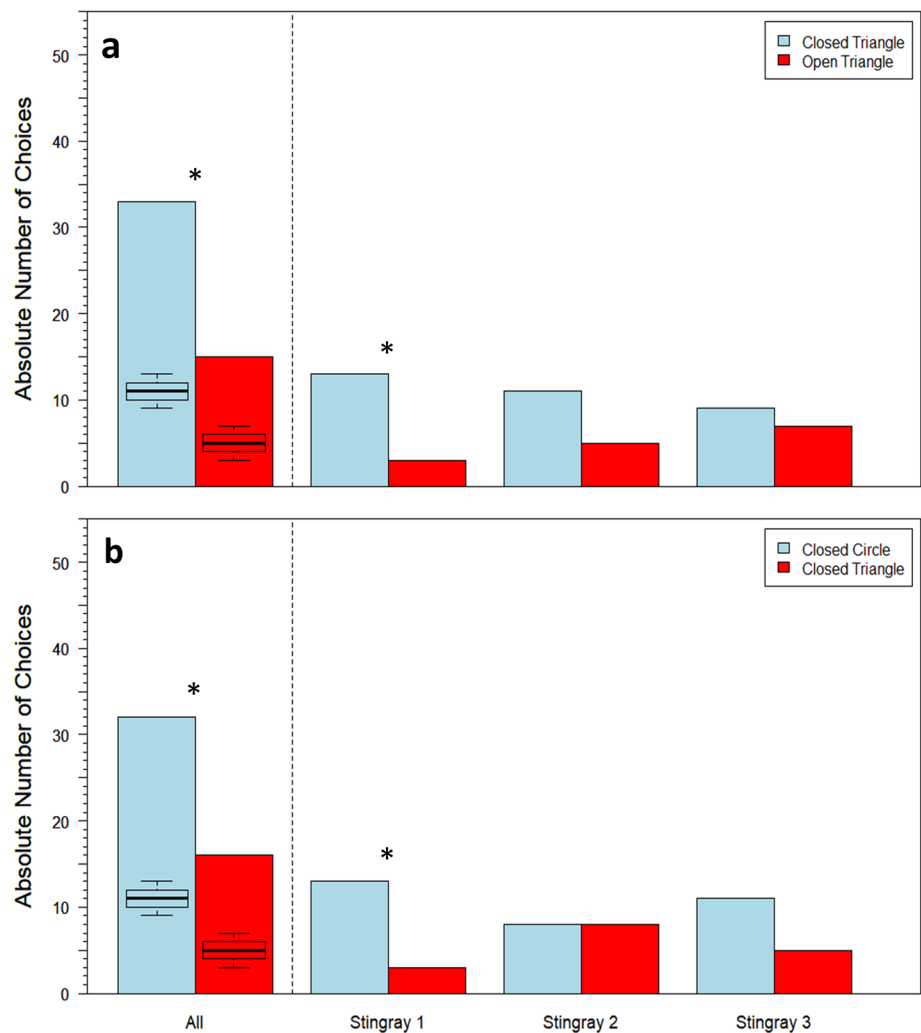 a
Closed Triangle
Open Triangle
Absolute Number of Choices
50
40
30
20
10
0
*
*
b
Closed Circle
Closed Triangle
Absolute Number of Choices
50
40
30
20
10
0
*
*
All Stingray 1 Stingray 2 Stingray 3